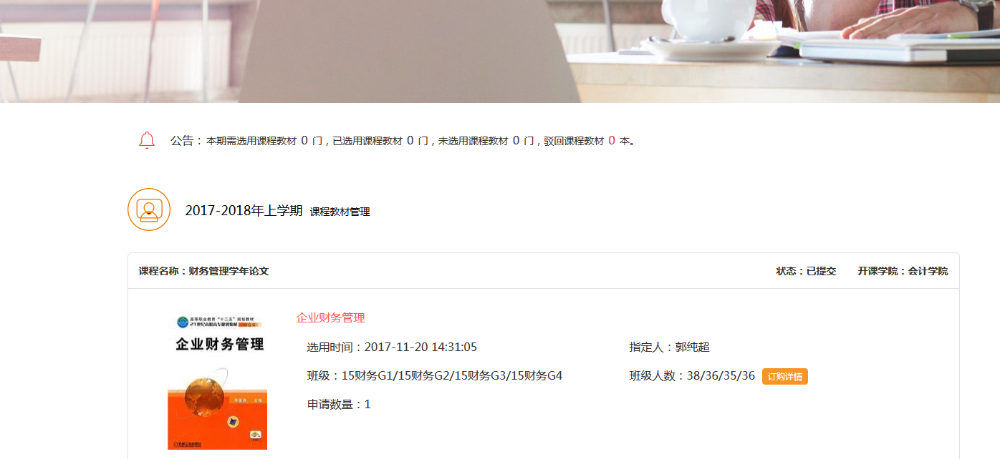 公告：本期需选用课程教材 0 门，已选用课程教材 0 门，未选用课程教材 0 门，驳回课程教材 0 本。
2017-2018年上学期 课程教材管理
课程名称：财务管理学年论文 状态：已提交 开课学院：会计学院
高等职业教育"十二五"规划教材
21世纪高职高专规划教材
企业财务管理
企业财务管理
选用时间：2017-11-20 14:31:05 指定人：郭纯超
班级：15财务G1/15财务G2/15财务G3/15财务G4 班级人数：38/36/35/36 订购详情
申请数量：1
机械工业出版社